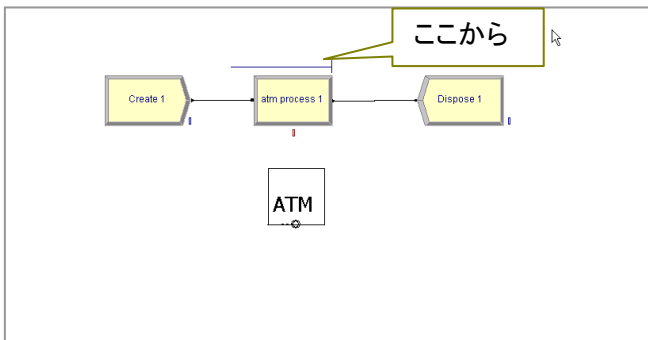 ここから
Create 1
atm process 1
Dispose 1
ATM